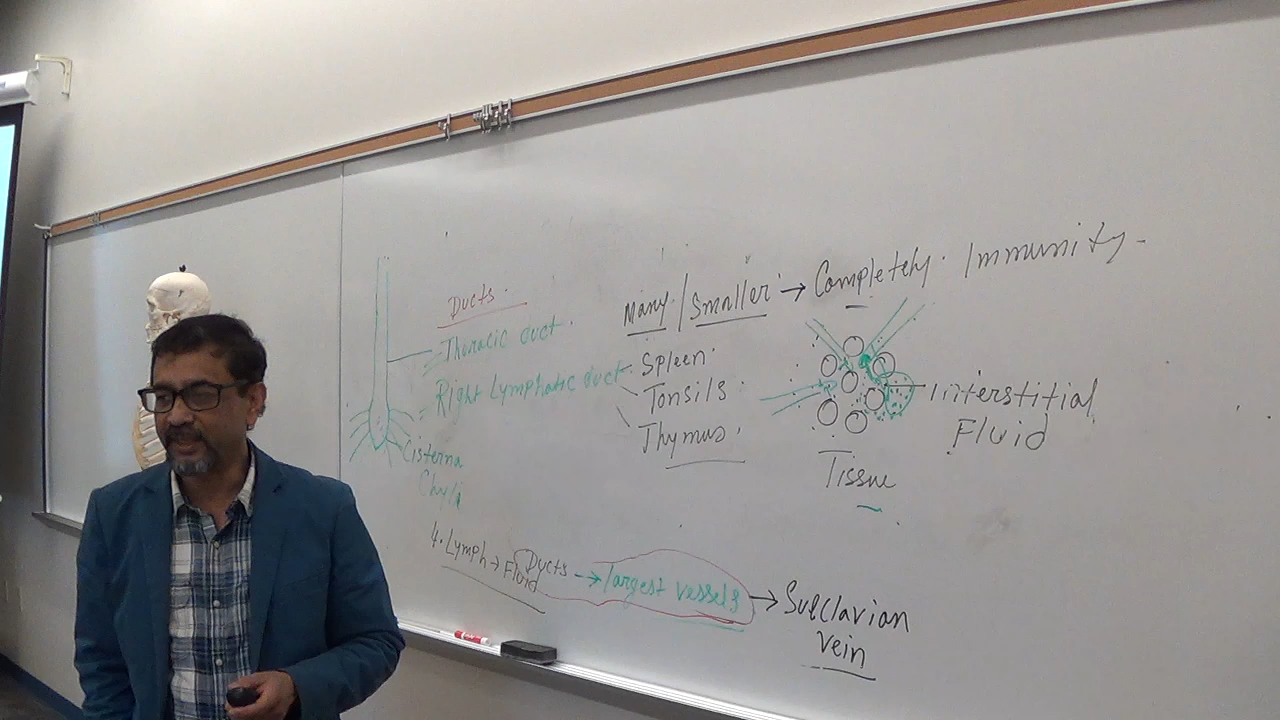 Ducts.
Thoracic duct.
Right Lymphatic duct
Cisterna
Chyli
Many/Smaller → Completely. Immunity.
Spleen.
Tonsils
Thymus.
Interstitial
Fluid
Tissue
4. Lymph → Ducts → largest vessels → Subclavian
Fluid
vein